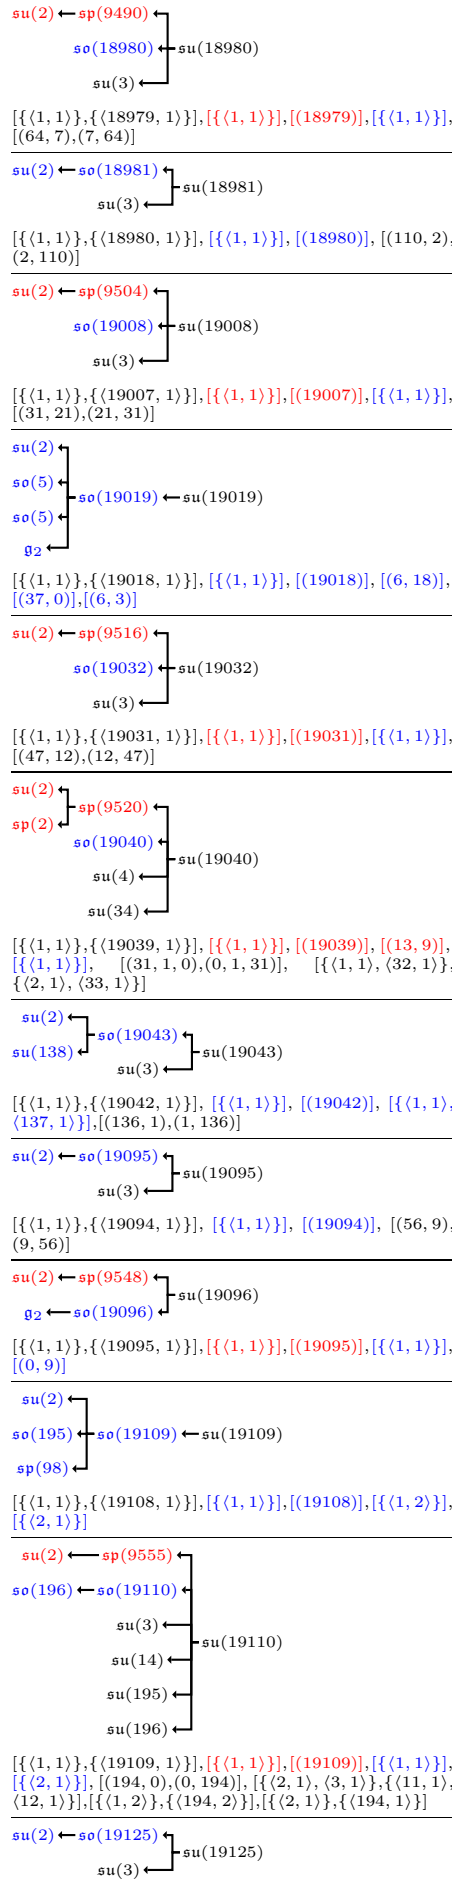 su(2) sp(9490)
so(18980) su(18980)
su(3)
[{⟨1, 1⟩},{⟨18979, 1⟩}],[{⟨1, 1⟩}],[(18979)],[{⟨1, 1⟩}],
[(64, 7),(7, 64)]
su(2) so(18981)
su(18981)
su(3)
[{⟨1, 1⟩},{⟨18980, 1⟩}], [{⟨1, 1⟩}], [(18980)], [(110, 2),
(2, 110)]
su(2) sp(9504)
so(19008) su(19008)
su(3)
[{⟨1, 1⟩},{⟨19007, 1⟩}],[{⟨1, 1⟩}],[(19007)],[{⟨1, 1⟩}],
[(31, 21),(21, 31)]
su(2)
so(5)
so(19019) su(19019)
so(5)
g₂
[{⟨1, 1⟩},{⟨19018, 1⟩}], [{⟨1, 1⟩}], [(19018)], [(6, 18)],
[(37, 0)],[(6, 3)]
su(2) sp(9516)
so(19032) su(19032)
su(3)
[{⟨1, 1⟩},{⟨19031, 1⟩}],[{⟨1, 1⟩}],[(19031)],[{⟨1, 1⟩}],
[(47, 12),(12, 47)]
su(2)
sp(9520)
sp(2)
so(19040)
su(19040)
su(4)
su(34)
[{⟨1, 1⟩},{⟨19039, 1⟩}], [{⟨1, 1⟩}], [(19039)], [(13, 9)],
[{⟨1, 1⟩}], [(31, 1, 0),(0, 1, 31)], [{⟨1, 1⟩, ⟨32, 1⟩},
{⟨2, 1⟩, ⟨33, 1⟩}]
su(2)
so(19043)
su(138)
su(19043)
su(3)
[{⟨1, 1⟩},{⟨19042, 1⟩}], [{⟨1, 1⟩}], [(19042)], [{⟨1, 1⟩,
⟨137, 1⟩}],[(136, 1),(1, 136)]
su(2) so(19095)
su(19095)
su(3)
[{⟨1, 1⟩},{⟨19094, 1⟩}], [{⟨1, 1⟩}], [(19094)], [(56, 9),
(9, 56)]
su(2) sp(9548)
su(19096)
g₂ so(19096)
[{⟨1, 1⟩},{⟨19095, 1⟩}],[{⟨1, 1⟩}],[(19095)],[{⟨1, 1⟩}],
[(0, 9)]
su(2)
so(195) so(19109) su(19109)
sp(98)
[{⟨1, 1⟩},{⟨19108, 1⟩}],[{⟨1, 1⟩}],[(19108)],[{⟨1, 2⟩}],
[{⟨2, 1⟩}]
su(2) sp(9555)
so(196) so(19110)
su(3)
su(19110)
su(14)
su(195)
su(196)
[{⟨1, 1⟩},{⟨19109, 1⟩}],[{⟨1, 1⟩}],[(19109)],[{⟨1, 1⟩}],
[{⟨2, 1⟩}], [(194, 0),(0, 194)], [{⟨2, 1⟩, ⟨3, 1⟩},{⟨11, 1⟩,
⟨12, 1⟩}],[{⟨1, 2⟩},{⟨194, 2⟩}],[{⟨2, 1⟩},{⟨194, 1⟩}]
su(2) so(19125)
su(19125)
su(3)